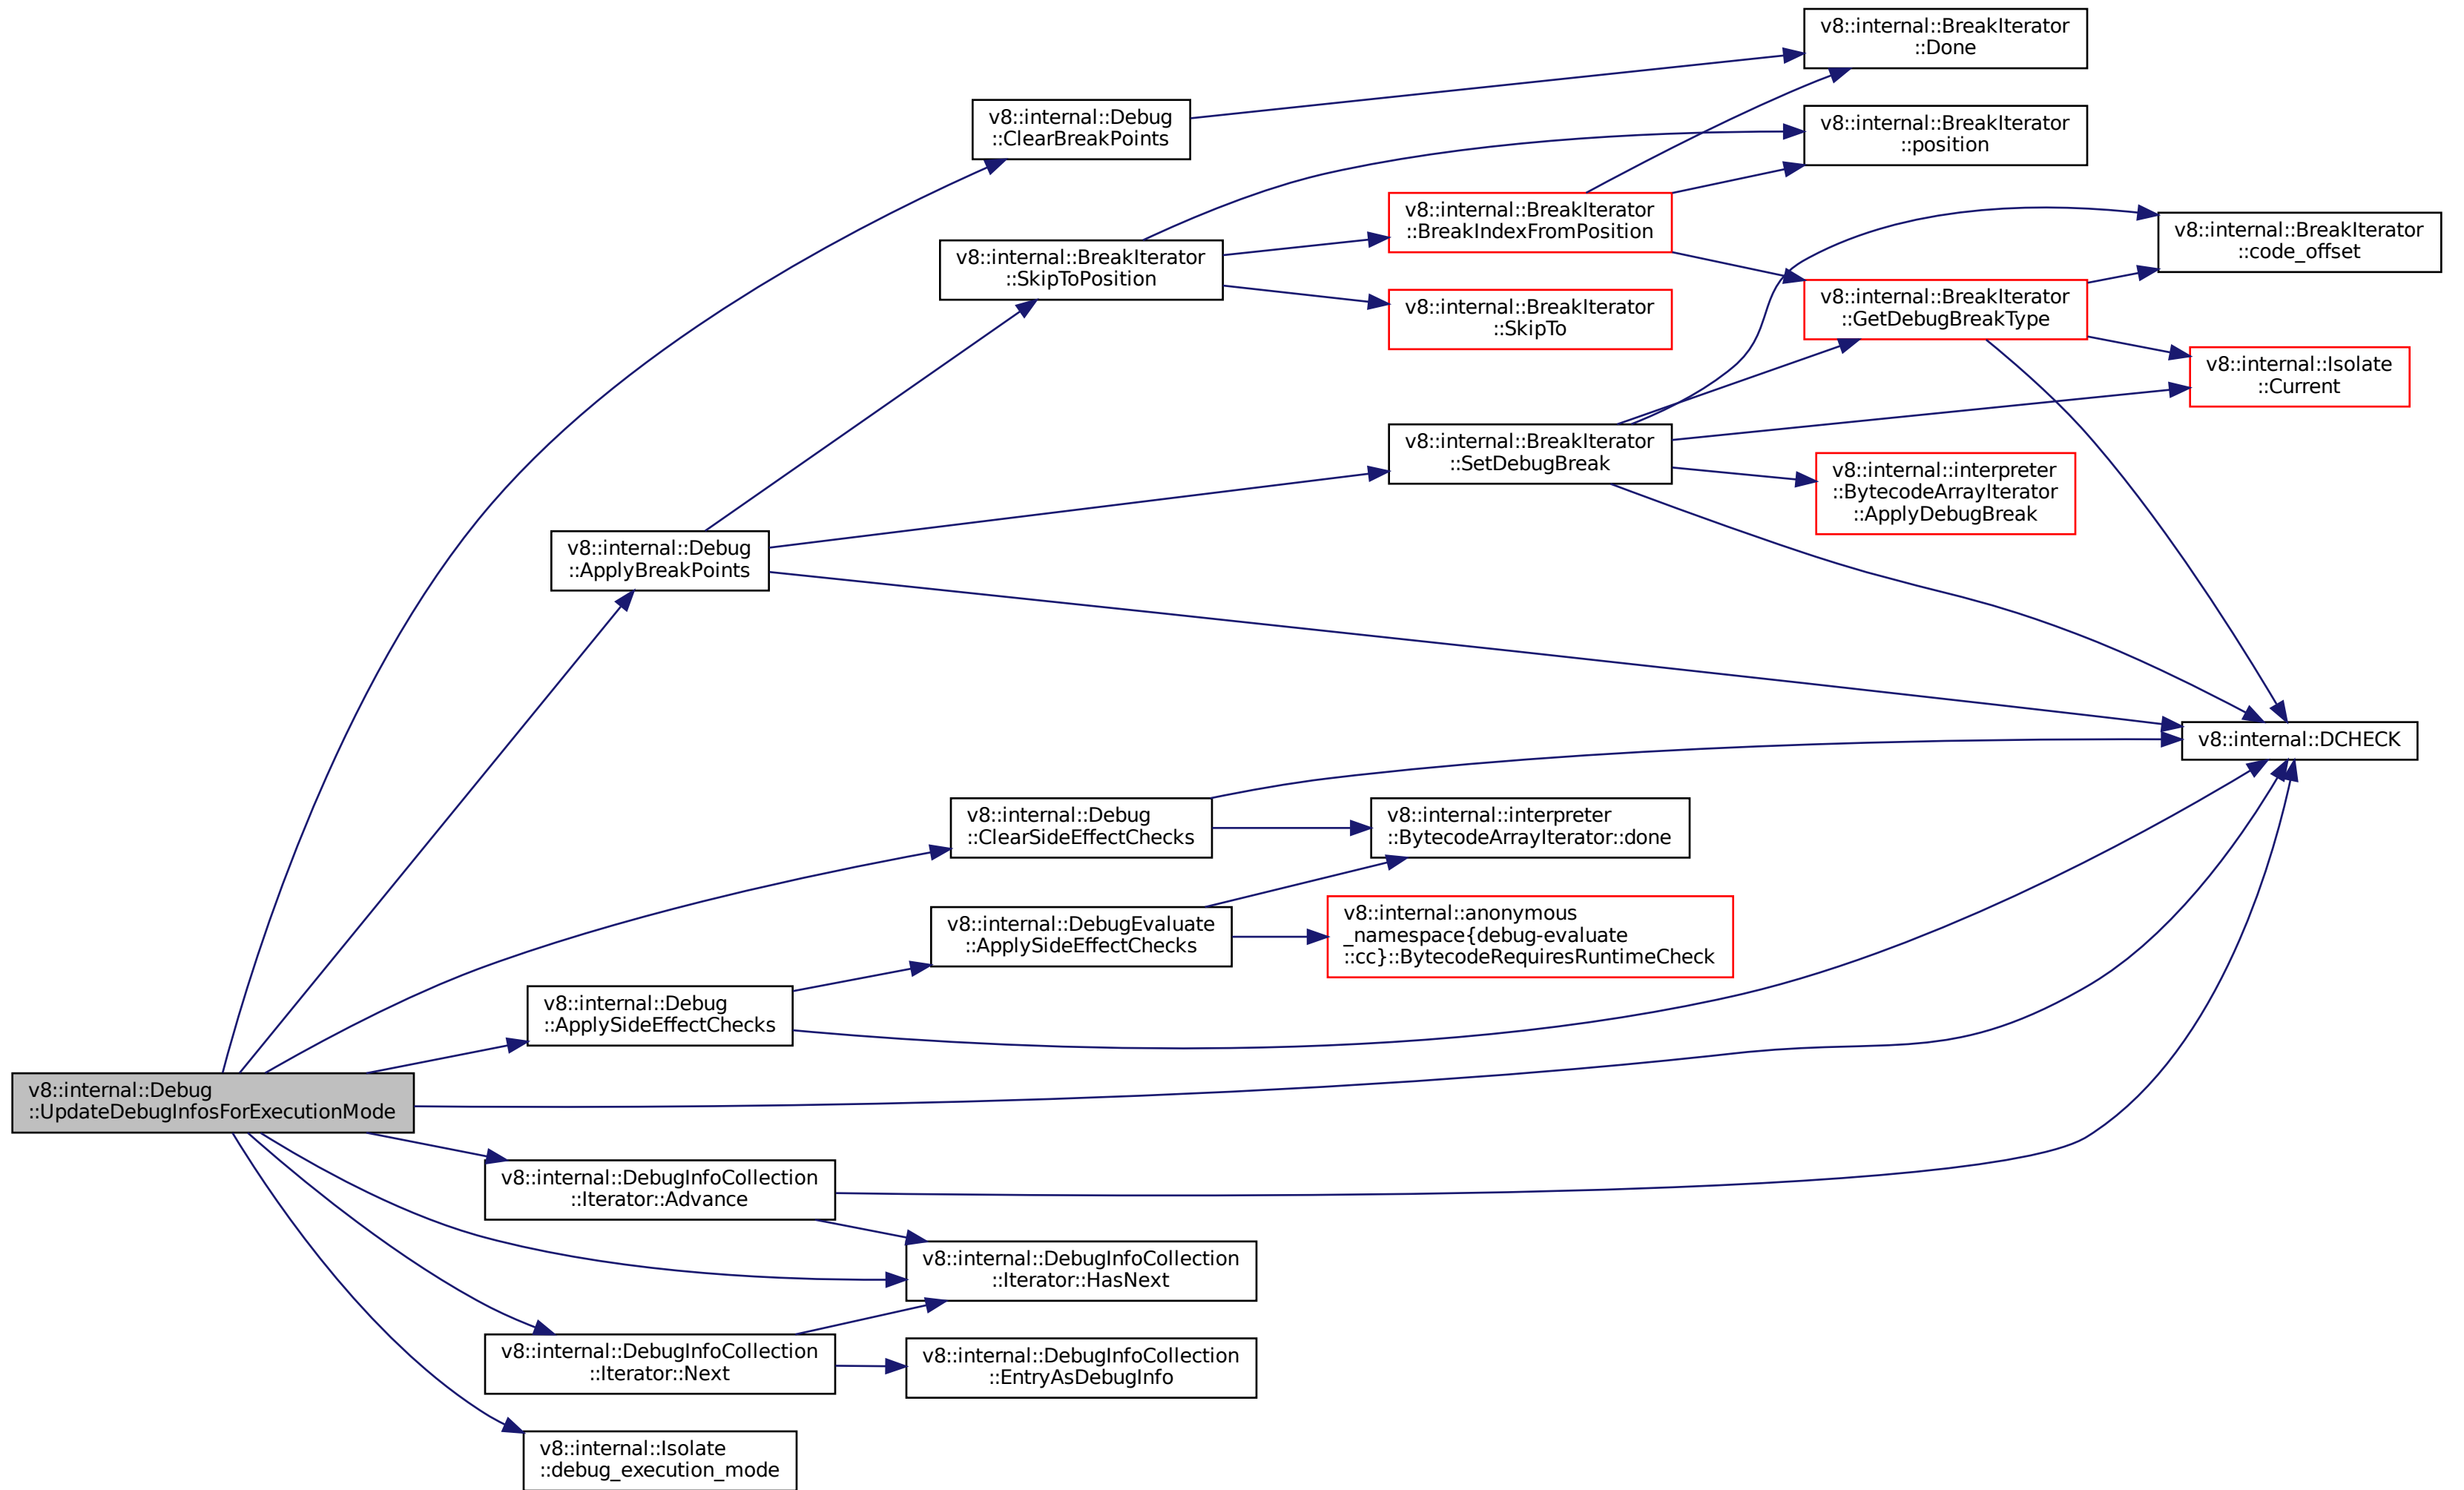 v8::internal::BreakIterator
::Done
v8::internal::Debug
::ClearBreakPoints
v8::internal::BreakIterator
::position
v8::internal::BreakIterator
::BreakIndexFromPosition
v8::internal::BreakIterator
::code_offset
v8::internal::BreakIterator
::SkipToPosition
v8::internal::BreakIterator
::GetDebugBreakType
v8::internal::BreakIterator
::SkipTo
v8::internal::Isolate
::Current
v8::internal::BreakIterator
::SetDebugBreak
v8::internal::interpreter
::BytecodeArrayIterator
::ApplyDebugBreak
v8::internal::Debug
::ApplyBreakPoints
v8::internal::DCHECK
v8::internal::Debug
::ClearSideEffectChecks
v8::internal::interpreter
::BytecodeArrayIterator::done
v8::internal::DebugEvaluate
::ApplySideEffectChecks
v8::internal::anonymous
_namespace{debug-evaluate
::cc}::BytecodeRequiresRuntimeCheck
v8::internal::Debug
::ApplySideEffectChecks
v8::internal::Debug
::UpdateDebugInfosForExecutionMode
v8::internal::DebugInfoCollection
::Iterator::Advance
v8::internal::DebugInfoCollection
::Iterator::HasNext
v8::internal::DebugInfoCollection
::Iterator::Next
v8::internal::DebugInfoCollection
::EntryAsDebugInfo
v8::internal::Isolate
::debug_execution_mode